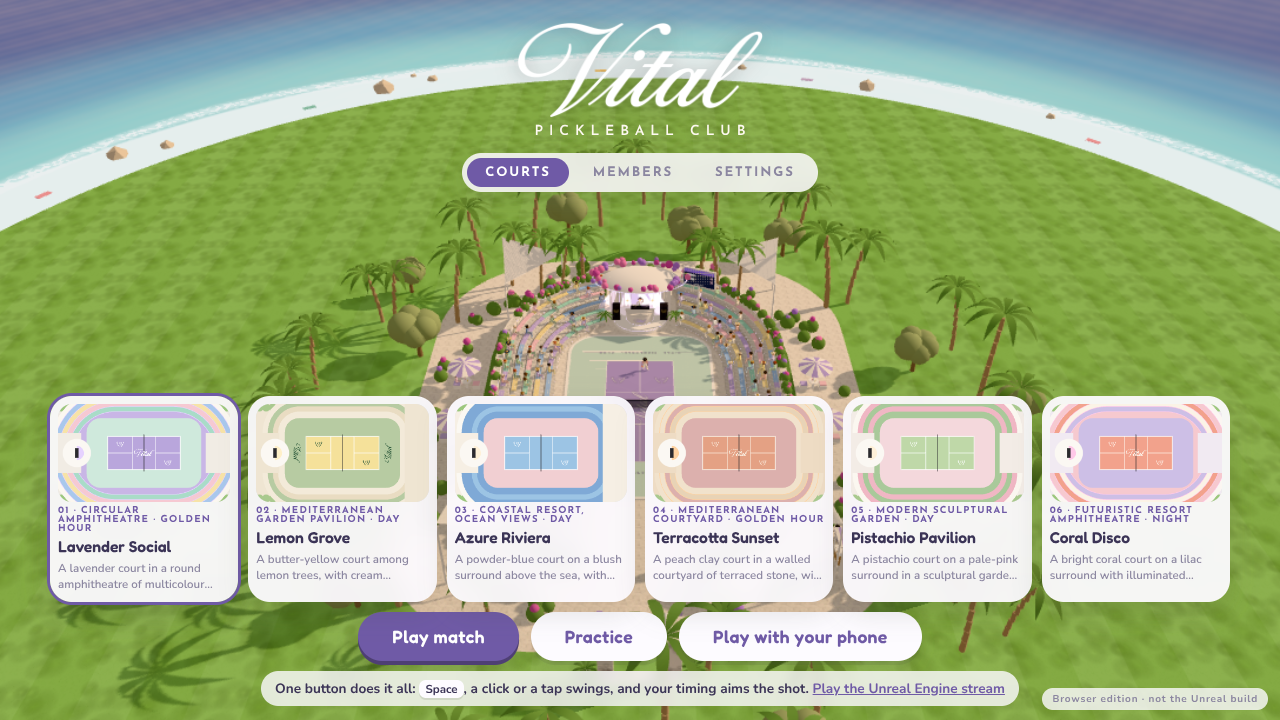 Vital
PICKLEBALL CLUB
COURTS MEMBERS SETTINGS
01 · CIRCULAR
AMPHITHEATRE · GOLDEN
HOUR
Lavender Social
A lavender court in a round
amphitheatre of multicolour...
02 · MEDITERRANEAN
GARDEN PAVILION · DAY
Lemon Grove
A butter-yellow court among
lemon trees, with cream...
03 · COASTAL RESORT,
OCEAN VIEWS · DAY
Azure Riviera
A powder-blue court on a blush
surround above the sea, with...
04 · MEDITERRANEAN
COURTYARD · GOLDEN HOUR
Terracotta Sunset
A peach clay court in a walled
courtyard of terraced stone, wi...
05 · MODERN SCULPTURAL
GARDEN · DAY
Pistachio Pavilion
A pistachio court on a pale-pink
surround in a sculptural garde...
06 · FUTURISTIC RESORT
AMPHITHEATRE · NIGHT
Coral Disco
A bright coral court on a lilac
surround with illuminated...
Play match Practice Play with your phone
One button does it all: Space, a click or a tap swings, and your timing aims the shot. Play the Unreal Engine stream
Browser edition · not the Unreal build